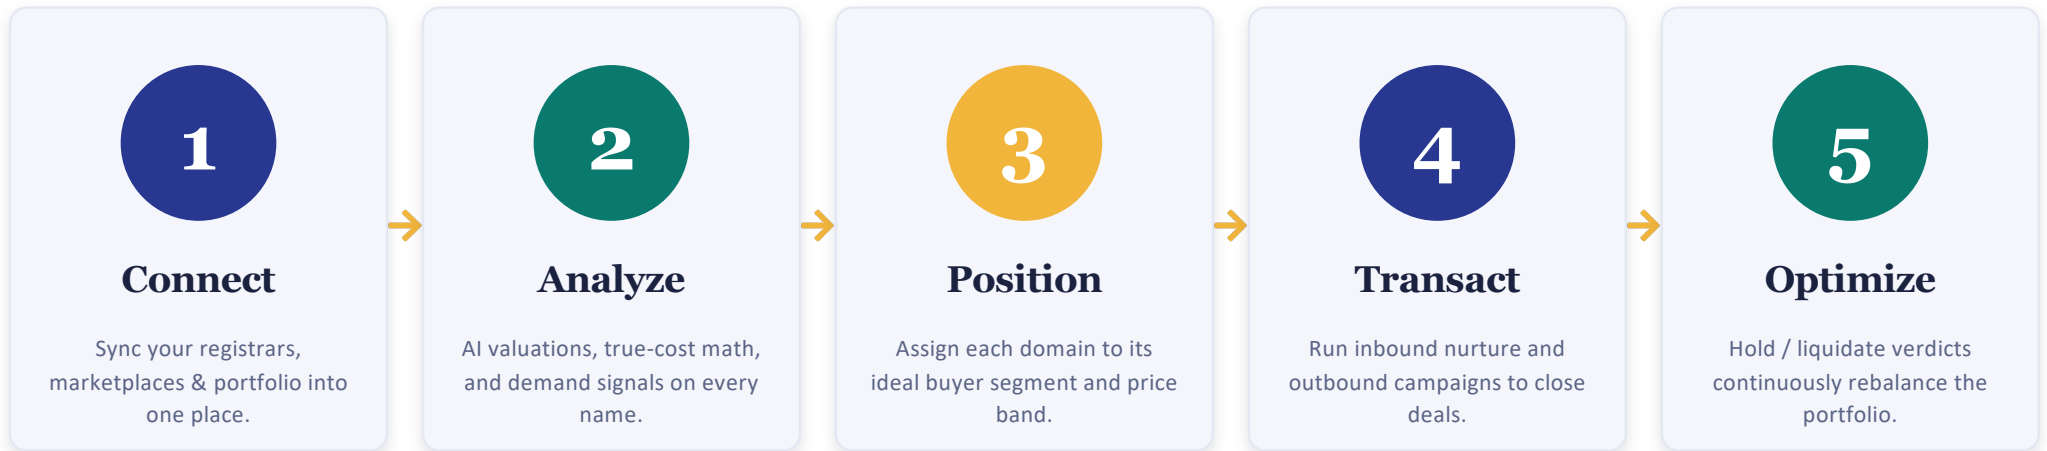 1
Connect
Sync your registrars,
marketplaces & portfolio into
one place.
2
Analyze
AI valuations, true-cost math,
and demand signals on every
name.
3
Position
Assign each domain to its
ideal buyer segment and price
band.
4
Transact
Run inbound nurture and
outbound campaigns to close
deals.
5
Optimize
Hold / liquidate verdicts
continuously rebalance the
portfolio.